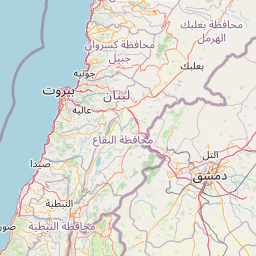 محافظة بعلبك
الهرمل
محافظة كسروان
جبيل
بعلبك
جونيه
بيروت
لبنان
عاليه
محافظة البقاع
صيدا
التل
دمشق
النبطية
صور
محافظة النبطية